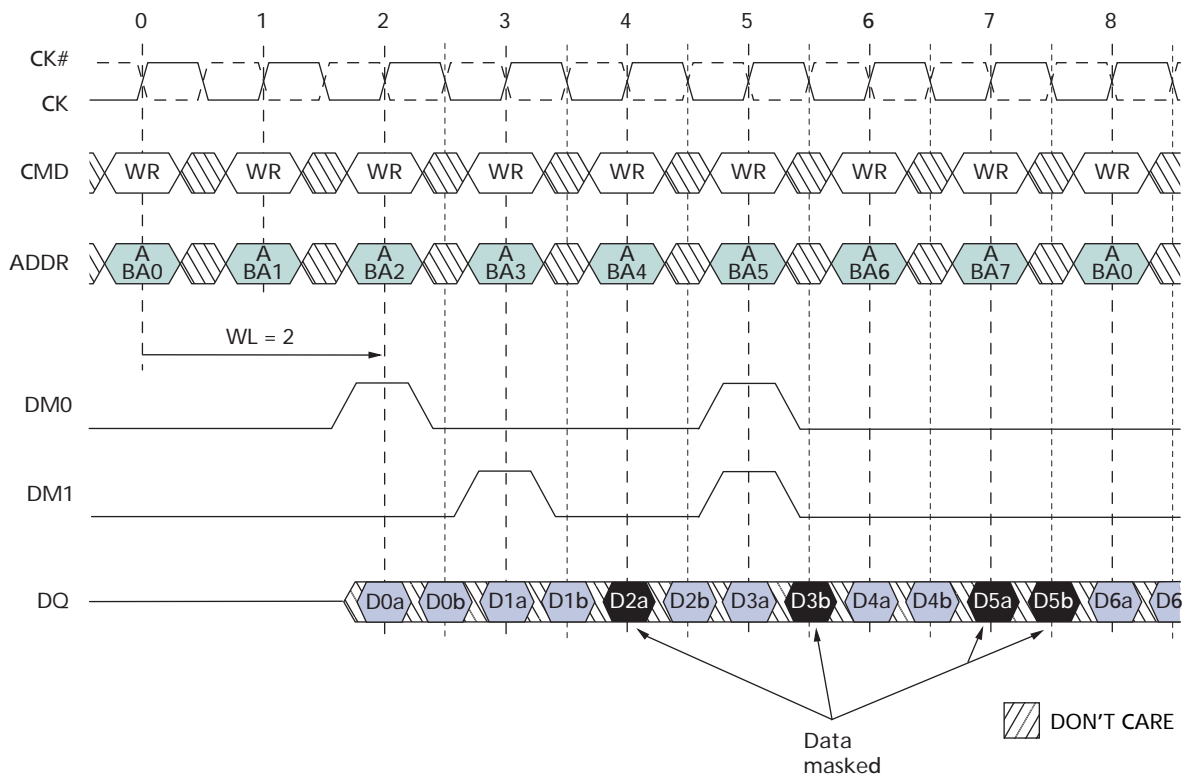 0 1 2 3 4 5 6 7 8
CK#
CK
CMD WR WR WR WR WR WR WR WR WR
A A A A A A A A A
ADDR
BA0 BA1 BA2 BA3 BA4 BA5 BA6 BA7 BA0
WL = 2
DM0
DM1
DQ D0a D0b D1a D1b D2a D2b D3a D3b D4a D4b D5a D5b D6a D6
DON'T CARE
Data
masked